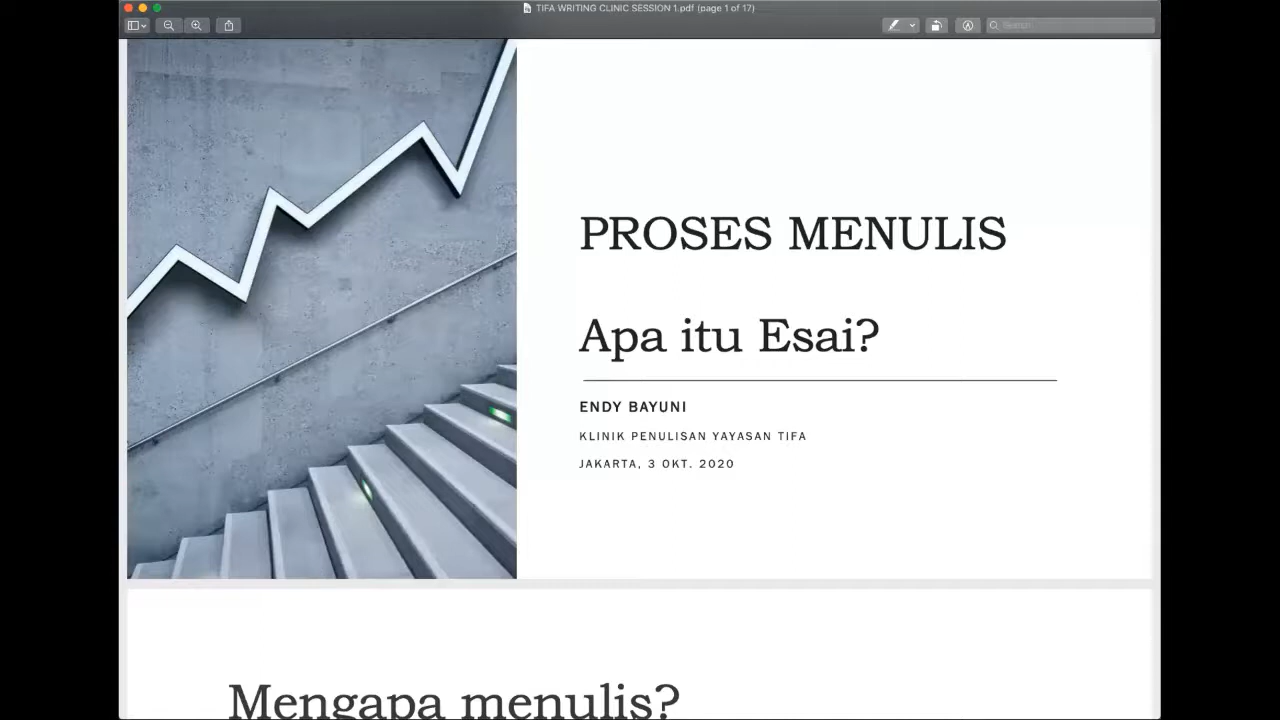 TIFA WRITING CLINIC SESSION 1.pdf (page 1 of 17)
Search
PROSES MENULIS
Apa itu Esai?
ENDY BAYUNI
KLINIK PENULISAN YAYASAN TIFA
JAKARTA, 3 OKT. 2020
Mengapa menulis?